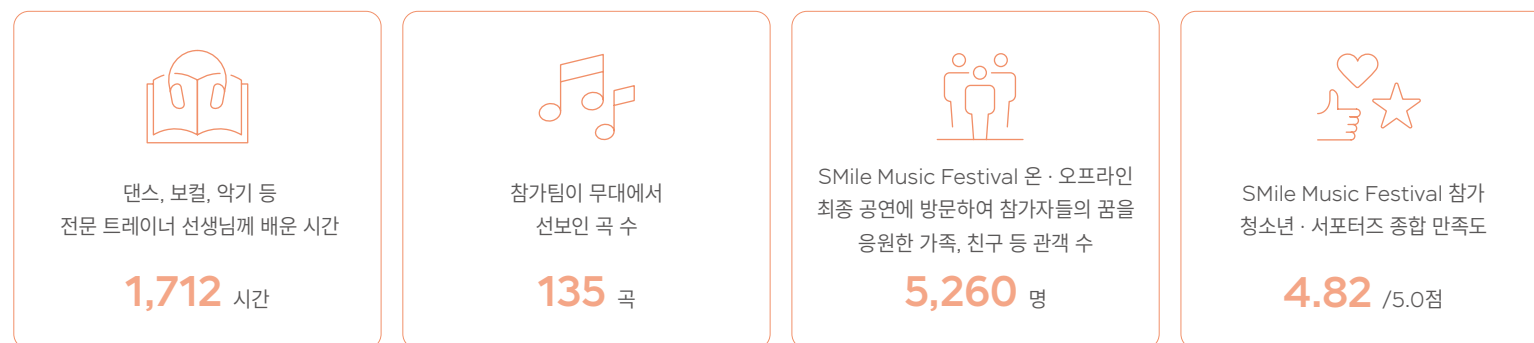 댄스, 보컬, 악기 등
전문 트레이너 선생님께 배운 시간
1,712 시간
참가팀이 무대에서
선보인 곡 수
135 곡
SMile Music Festival 온 · 오프라인
최종 공연에 방문하여 참가자들의 꿈을
응원한 가족, 친구 등 관객 수
5,260 명
SMile Music Festival 참가
청소년 · 서포터즈 종합 만족도
4.82 /5.0점